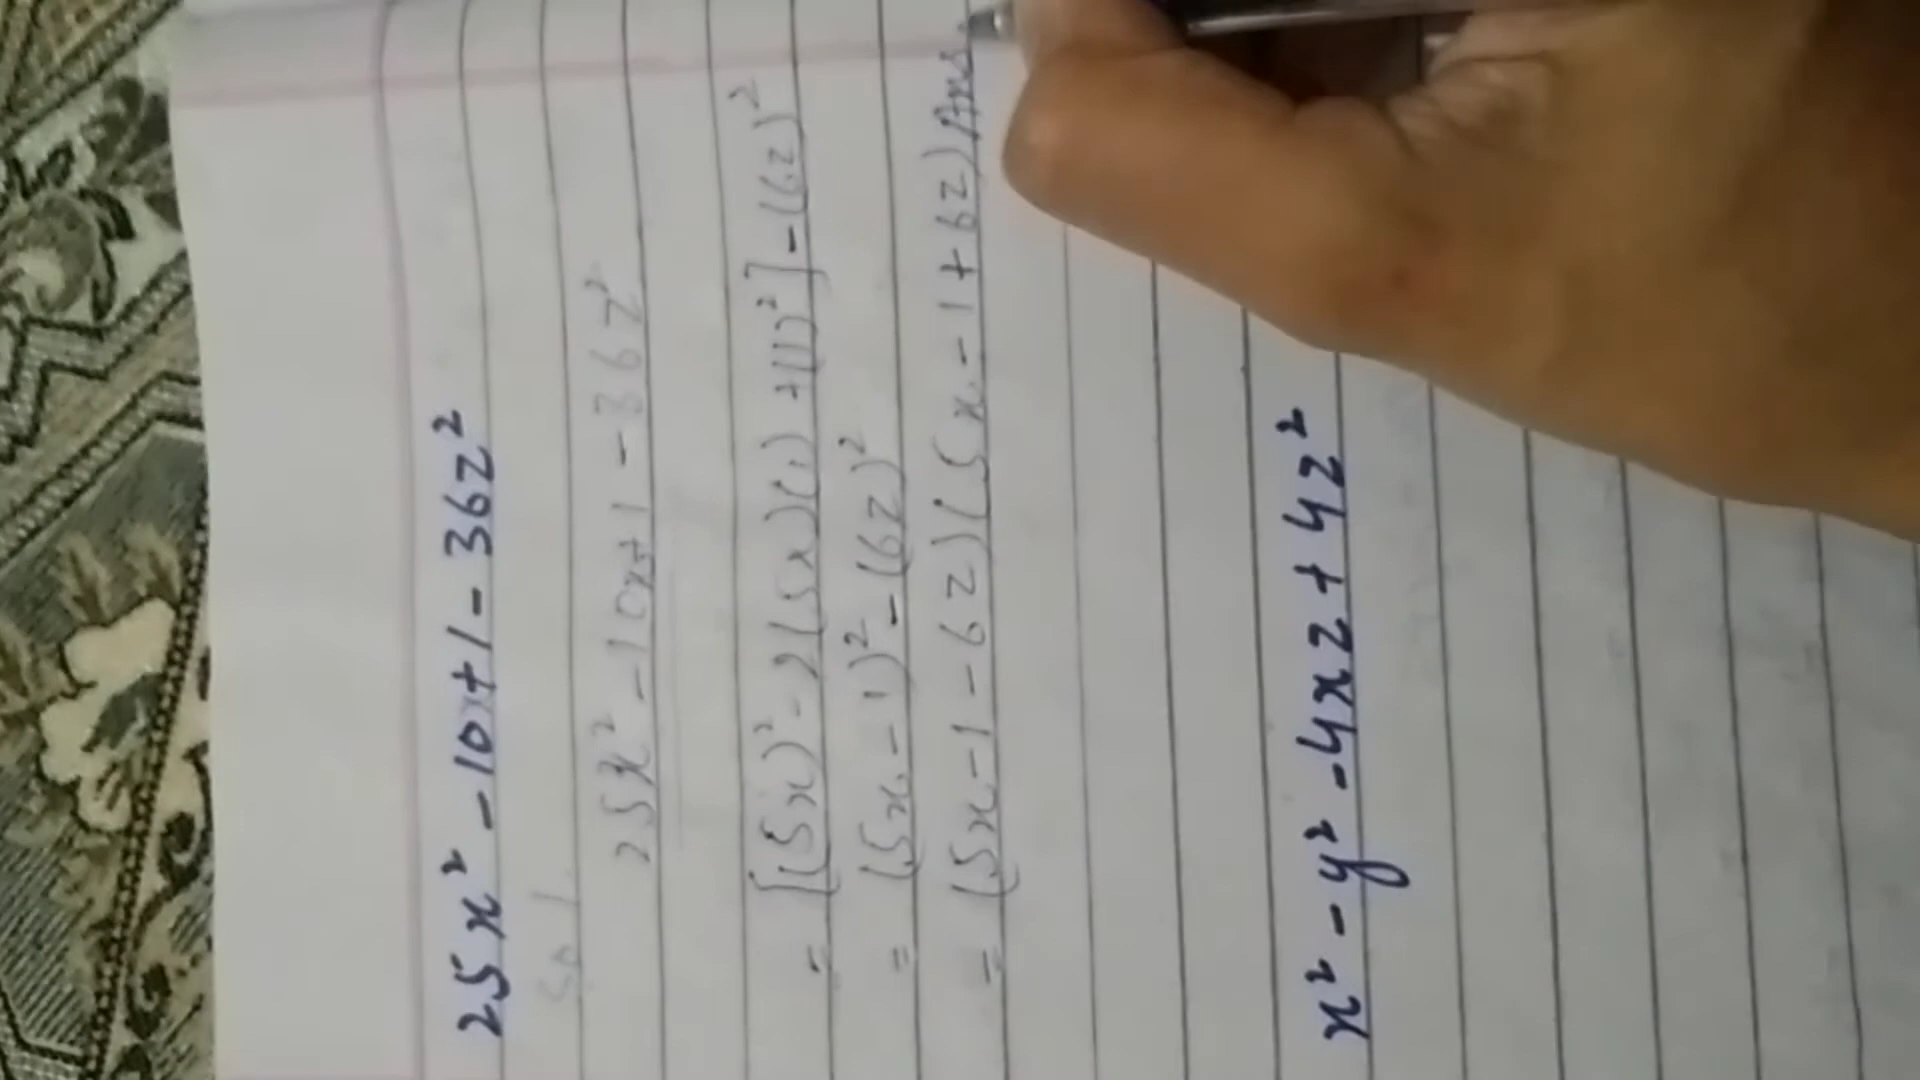 25x² - 10x+1 - 36z²
Sol
25x² - 10x+1 - 36z²
= [(5x)² - 2(5x)(1) + (1)²] - (6z)²
= (5x - 1)² - (6z)²
= (5x - 1 - 6z)(5x - 1 + 6z) Ans
x² - y² - 4xz + 4z²